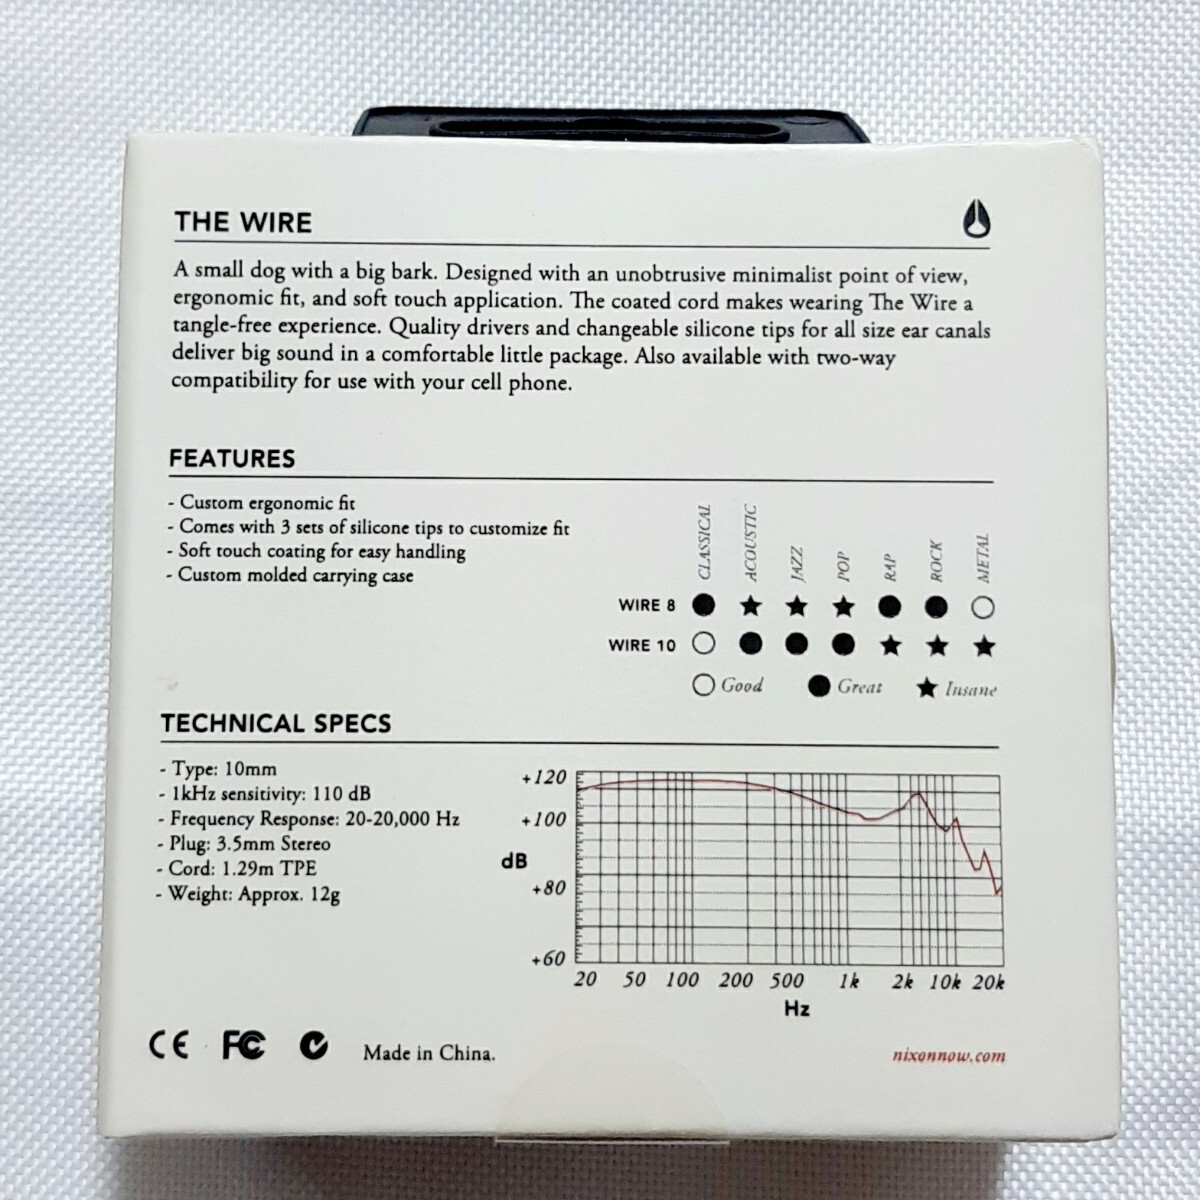 THE WIRE
A small dog with a big bark. Designed with an unobtrusive minimalist point of view,
ergonomic fit, and soft touch application. The coated cord makes wearing The Wire a
tangle-free experience. Quality drivers and changeable silicone tips for all size ear canals
deliver big sound in a comfortable little package. Also available with two-way
compatibility for use with your cell phone.
FEATURES
- Custom ergonomic fit
- Comes with 3 sets of silicone tips to customize fit
- Soft touch coating for easy handling
- Custom molded carrying case
CLASSICAL
ACOUSTIC
JAZZ
POP
RAP
ROCK
METAL
WIRE 8 ● ★ ★ ★ ● ● ○
WIRE 10 ○ ● ● ● ★ ★ ★
○ Good ● Great ★ Insane
TECHNICAL SPECS
- Type: 10mm
- 1kHz sensitivity: 110 dB
- Frequency Response: 20-20,000 Hz
- Plug: 3.5mm Stereo
- Cord: 1.29m TPE
- Weight: Approx. 12g
+120
+100
dB
+80
+60
20 50 100 200 500 1k 2k 10k 20k
Hz
CE FC Made in China.
nixonnow.com